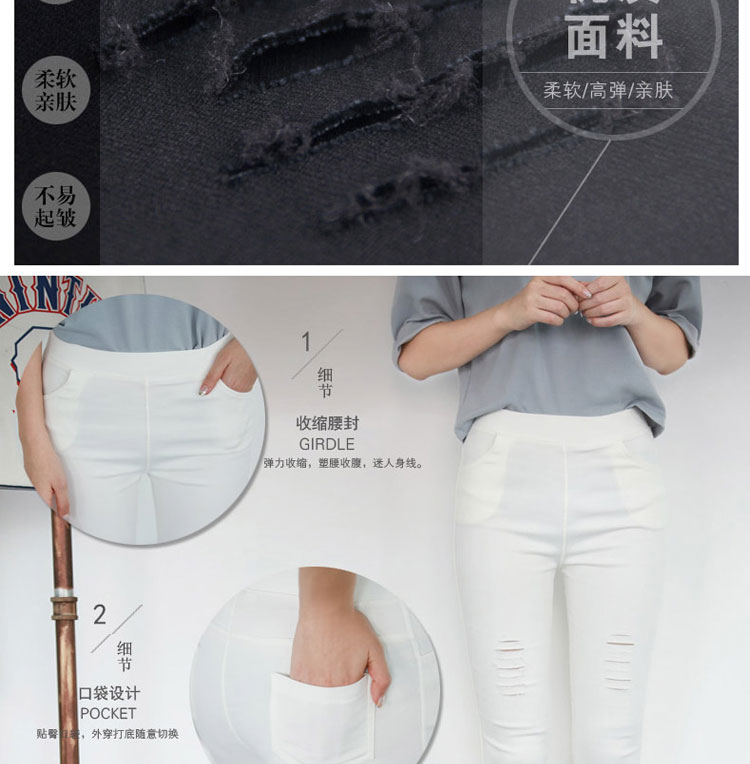 面料
柔软/高弹/亲肤
柔软
亲肤
不易
起皱
1
细
节
收缩腰封
GIRDLE
弹力收缩，塑腰收腹，迷人身线。
2
细
节
口袋设计
POCKET
外穿打底随意切换